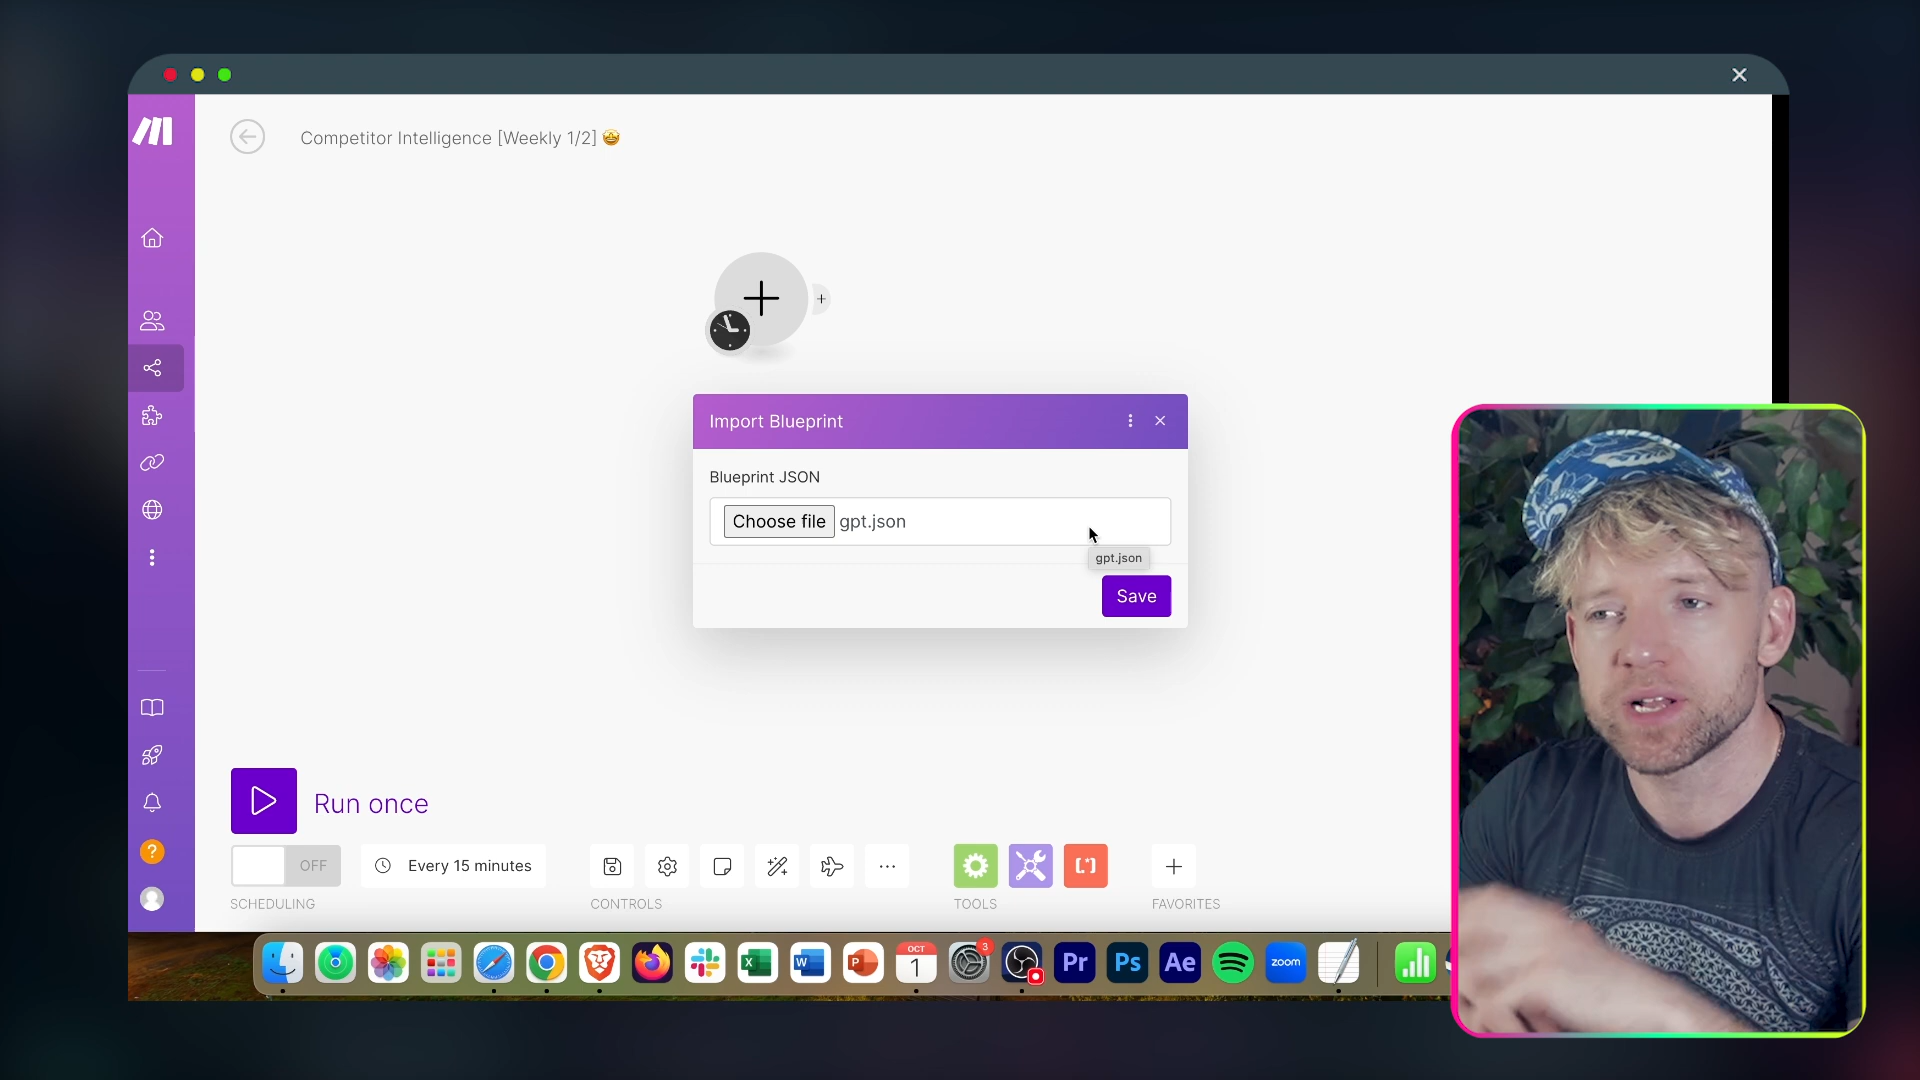 Competitor Intelligence [Weekly 1/2] 🤩
Import Blueprint
Blueprint JSON
Choose file gpt.json
gpt.json
Save
Run once
OFF
Every 15 minutes
SCHEDULING
CONTROLS
TOOLS
FAVORITES
OCT
1
3
Pr
Ps
Ae
zoom